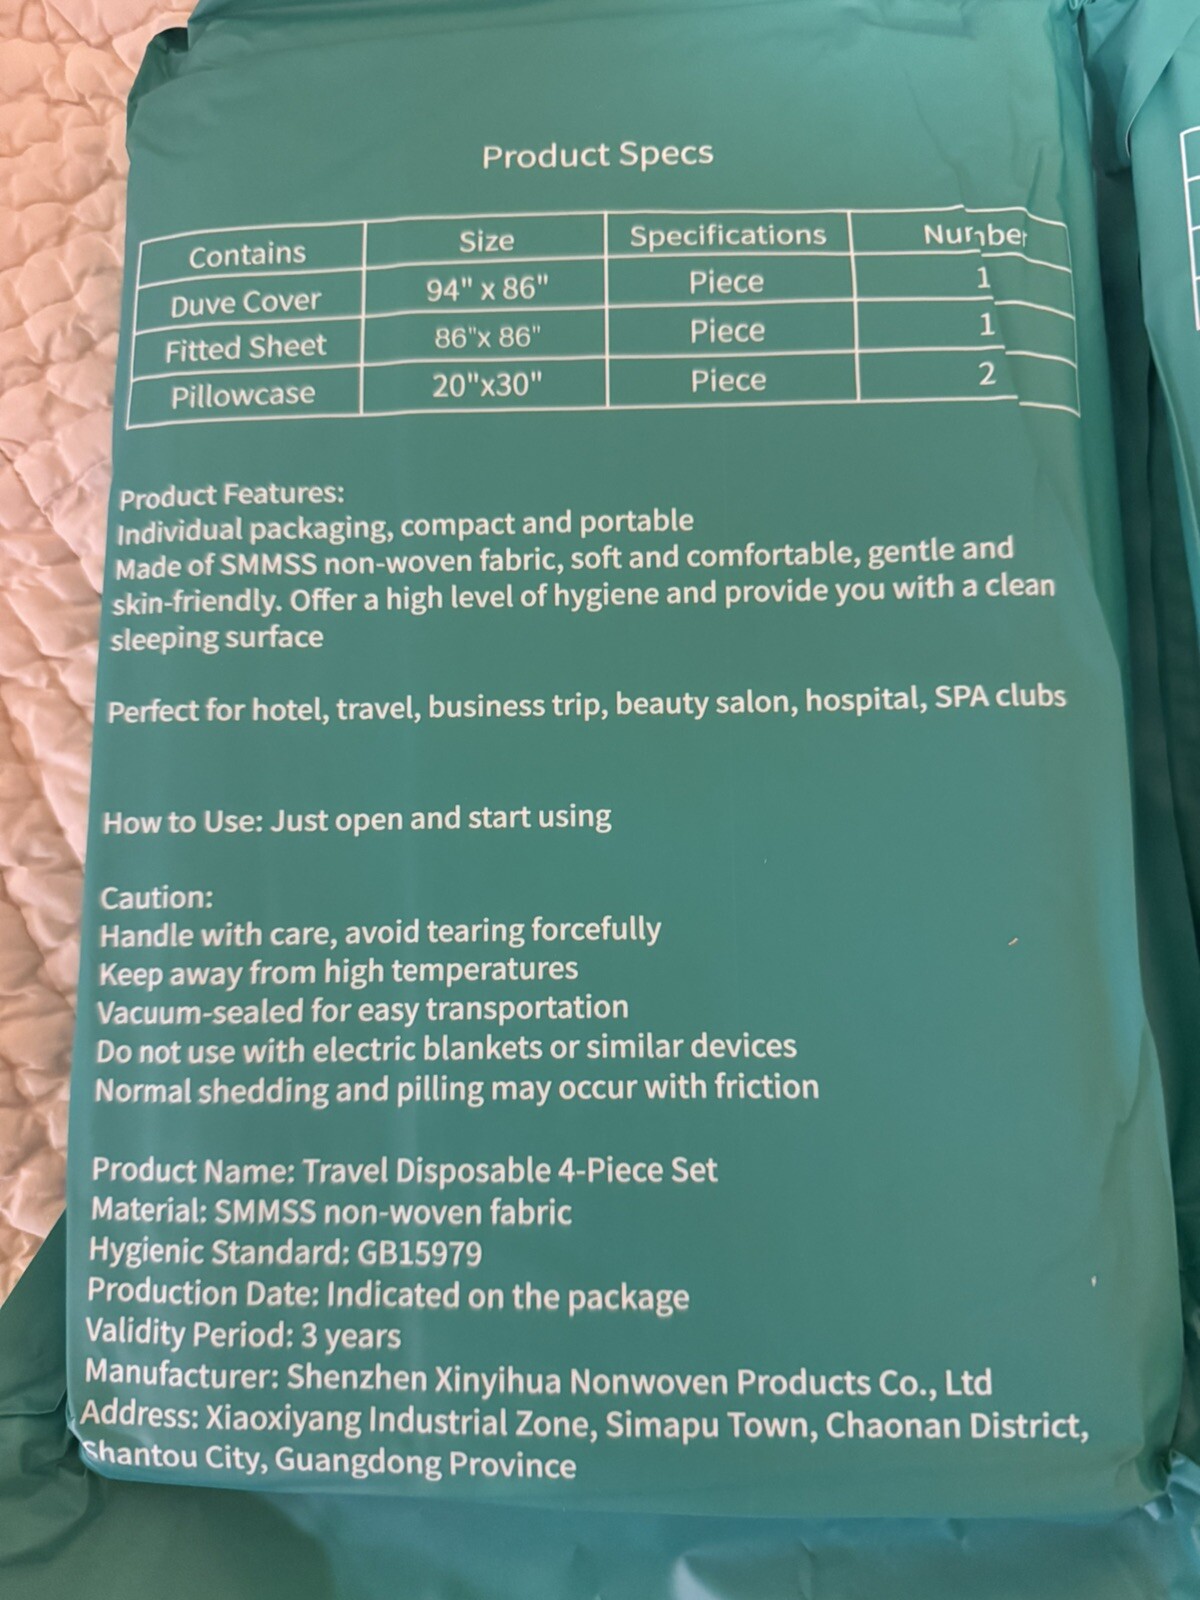 Product Specs
Contains Size Specifications Number
Duve Cover 94" x 86" Piece 1
Fitted Sheet 86"x 86" Piece 1
Pillowcase 20"x30" Piece 2
Product Features:
Individual packaging, compact and portable
Made of SMMSS non-woven fabric, soft and comfortable, gentle and
skin-friendly. Offer a high level of hygiene and provide you with a clean
sleeping surface
Perfect for hotel, travel, business trip, beauty salon, hospital, SPA clubs
How to Use: Just open and start using
Caution:
Handle with care, avoid tearing forcefully
Keep away from high temperatures
Vacuum-sealed for easy transportation
Do not use with electric blankets or similar devices
Normal shedding and pilling may occur with friction
Product Name: Travel Disposable 4-Piece Set
Material: SMMSS non-woven fabric
Hygienic Standard: GB15979
Production Date: Indicated on the package
Validity Period: 3 years
Manufacturer: Shenzhen Xinyihua Nonwoven Products Co., Ltd
Address: Xiaoxiyang Industrial Zone, Simapu Town, Chaonan District,
Shantou City, Guangdong Province